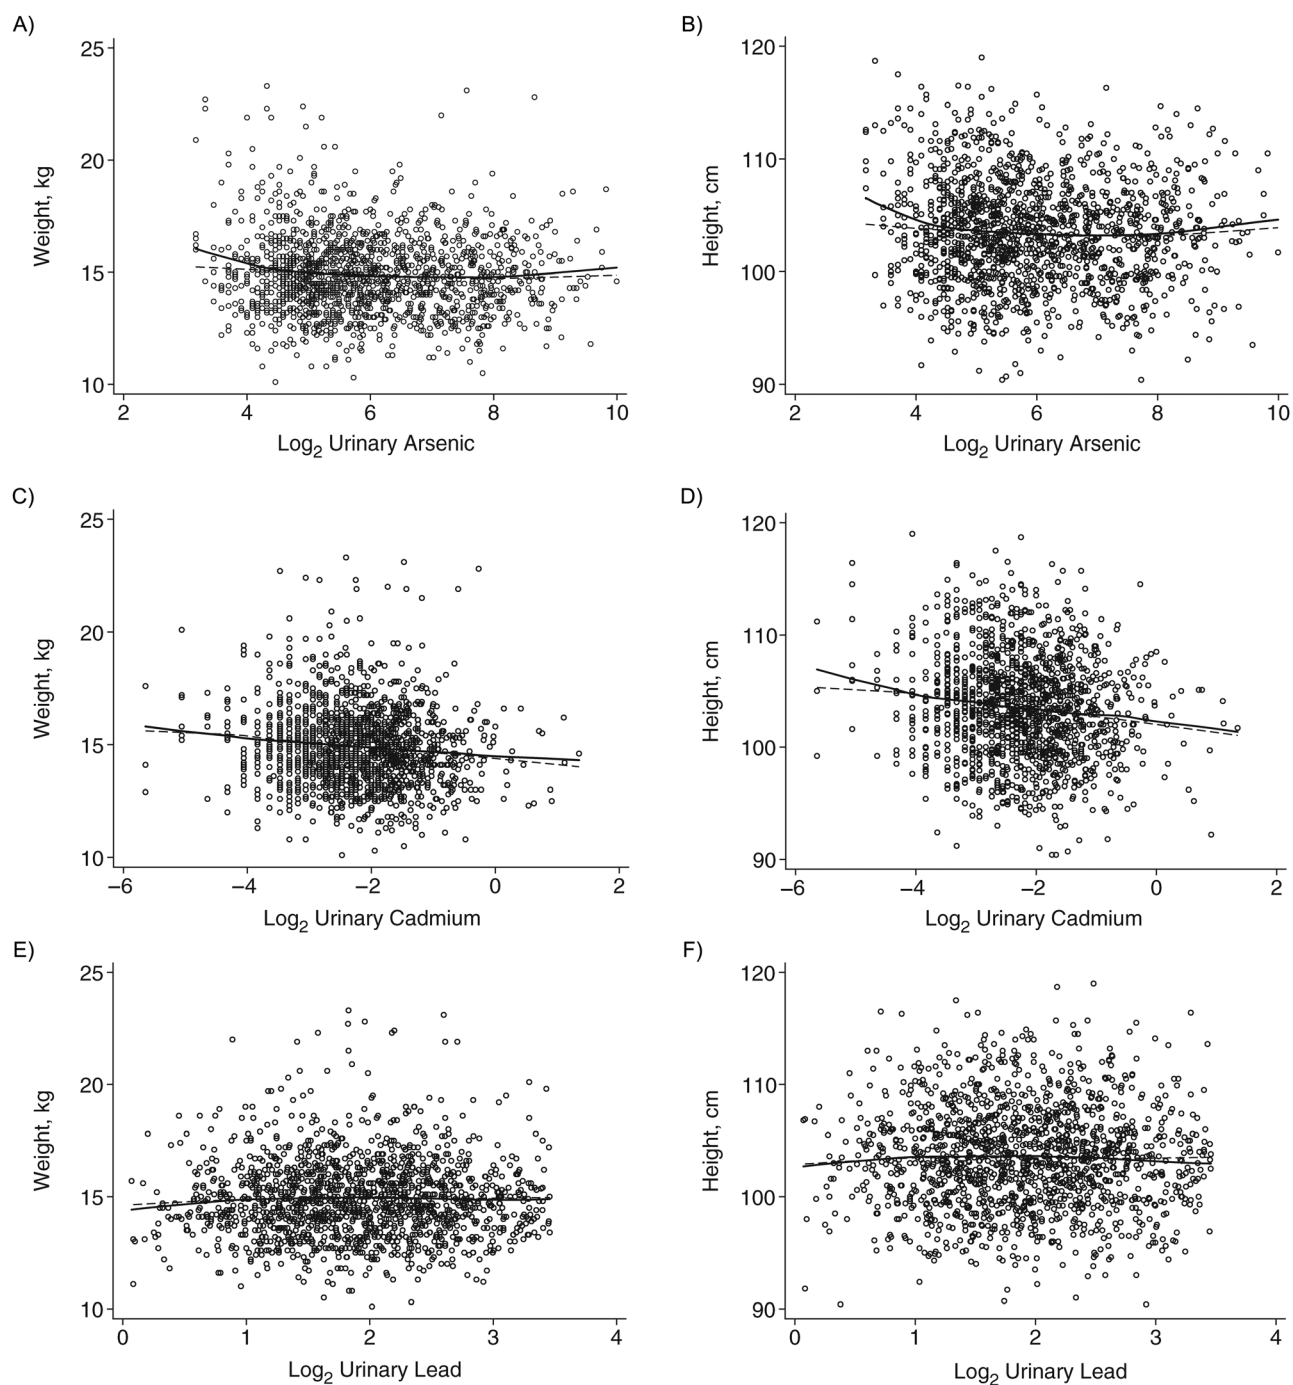 A)
25
20
15
10
Weight, kg
2 4 6 8 10
Log2 Urinary Arsenic
B)
120
110
100
90
Height, cm
2 4 6 8 10
Log2 Urinary Arsenic
C)
25
20
15
10
Weight, kg
−6 −4 −2 0 2
Log2 Urinary Cadmium
D)
120
110
100
90
Height, cm
−6 −4 −2 0 2
Log2 Urinary Cadmium
E)
25
20
15
10
Weight, kg
0 1 2 3 4
Log2 Urinary Lead
F)
120
110
100
90
Height, cm
0 1 2 3 4
Log2 Urinary Lead